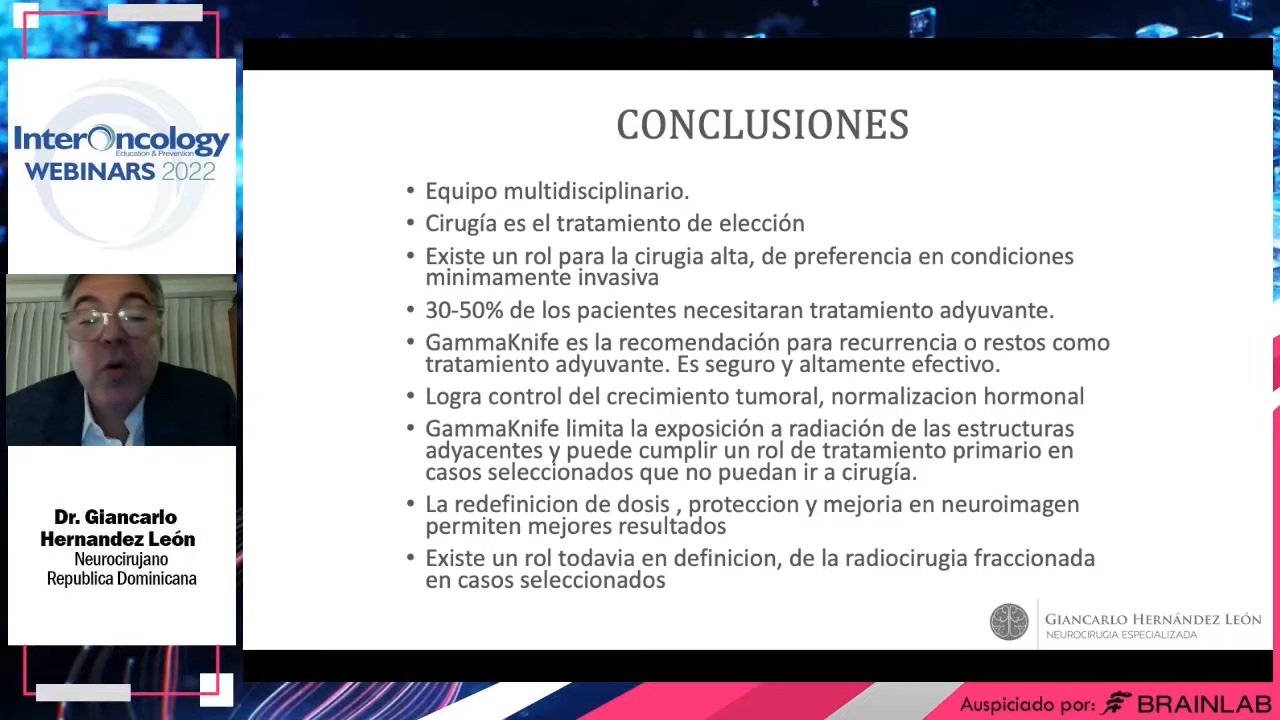 InterOncology
Education & Prevention
WEBINARS 2022
Dr. Giancarlo
Hernandez León
Neurocirujano
Republica Dominicana
CONCLUSIONES
• Equipo multidisciplinario.
• Cirugía es el tratamiento de elección
• Existe un rol para la cirugia alta, de preferencia en condiciones
minimamente invasiva
• 30-50% de los pacientes necesitaran tratamiento adyuvante.
• GammaKnife es la recomendación para recurrencia o restos como
tratamiento adyuvante. Es seguro y altamente efectivo.
• Logra control del crecimiento tumoral, normalizacion hormonal
• GammaKnife limita la exposición a radiación de las estructuras
adyacentes y puede cumplir un rol de tratamiento primario en
casos seleccionados que no puedan ir a cirugía.
• La redefinicion de dosis , proteccion y mejoria en neuroimagen
permiten mejores resultados
• Existe un rol todavia en definicion, de la radiocirugia fraccionada
en casos seleccionados
GIANCARLO HERNÁNDEZ LEÓN
NEUROCIRUGIA ESPECIALIZADA
Auspiciado por: BRAINLAB